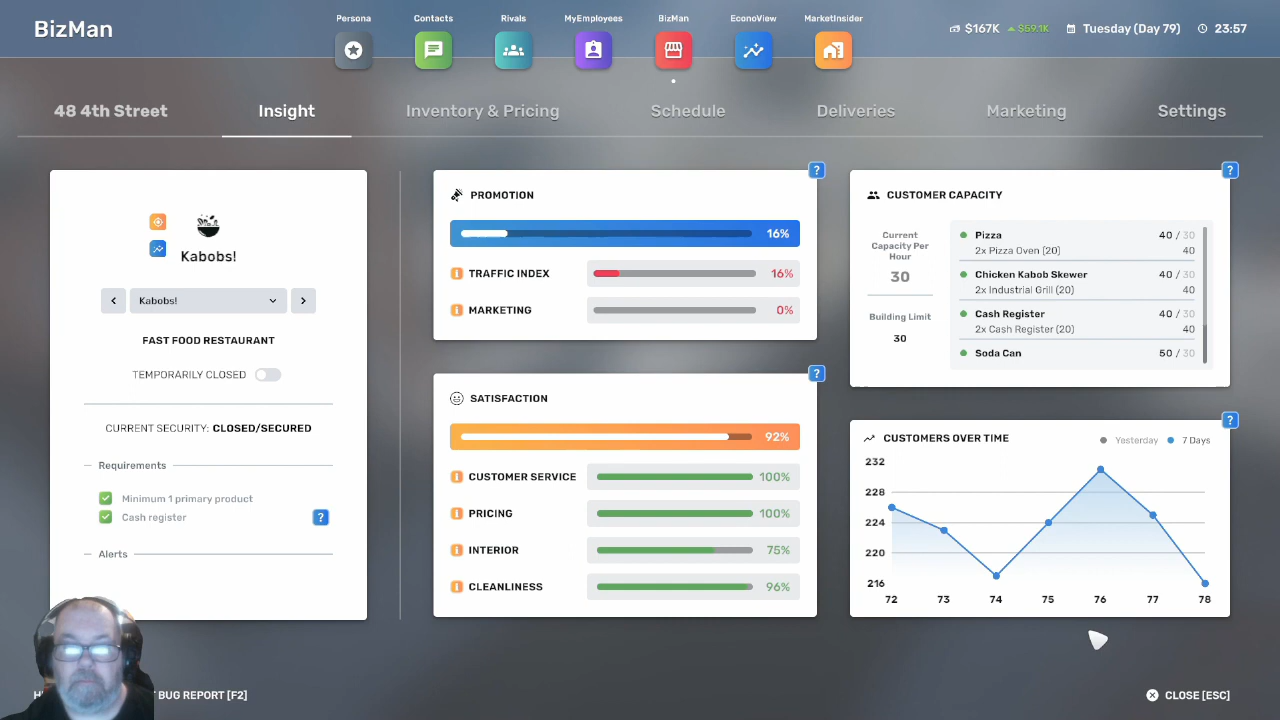 BizMan
Persona
Contacts
Rivals
MyEmployees
BizMan
EconoView
MarketInsider
$167K
$59.1K
Tuesday (Day 79)
23:57
48 4th Street
Insight
Inventory & Pricing
Schedule
Deliveries
Marketing
Settings
Kabobs!
Kabobs!
FAST FOOD RESTAURANT
TEMPORARILY CLOSED
CURRENT SECURITY: CLOSED/SECURED
Requirements
Minimum 1 primary product
Cash register
?
Alerts
?
PROMOTION
16%
TRAFFIC INDEX
16%
MARKETING
0%
?
SATISFACTION
92%
CUSTOMER SERVICE
100%
PRICING
100%
INTERIOR
75%
CLEANLINESS
96%
?
CUSTOMER CAPACITY
Current
Capacity Per
Hour
30
Building Limit
30
Pizza
40 / 30
2x Pizza Oven (20)
40
Chicken Kabob Skewer
40 / 30
2x Industrial Grill (20)
40
Cash Register
40 / 30
2x Cash Register (20)
40
Soda Can
50 / 30
?
CUSTOMERS OVER TIME
Yesterday
7 Days
232
228
224
220
216
72 73 74 75 76 77 78
BUG REPORT [F2]
CLOSE [ESC]